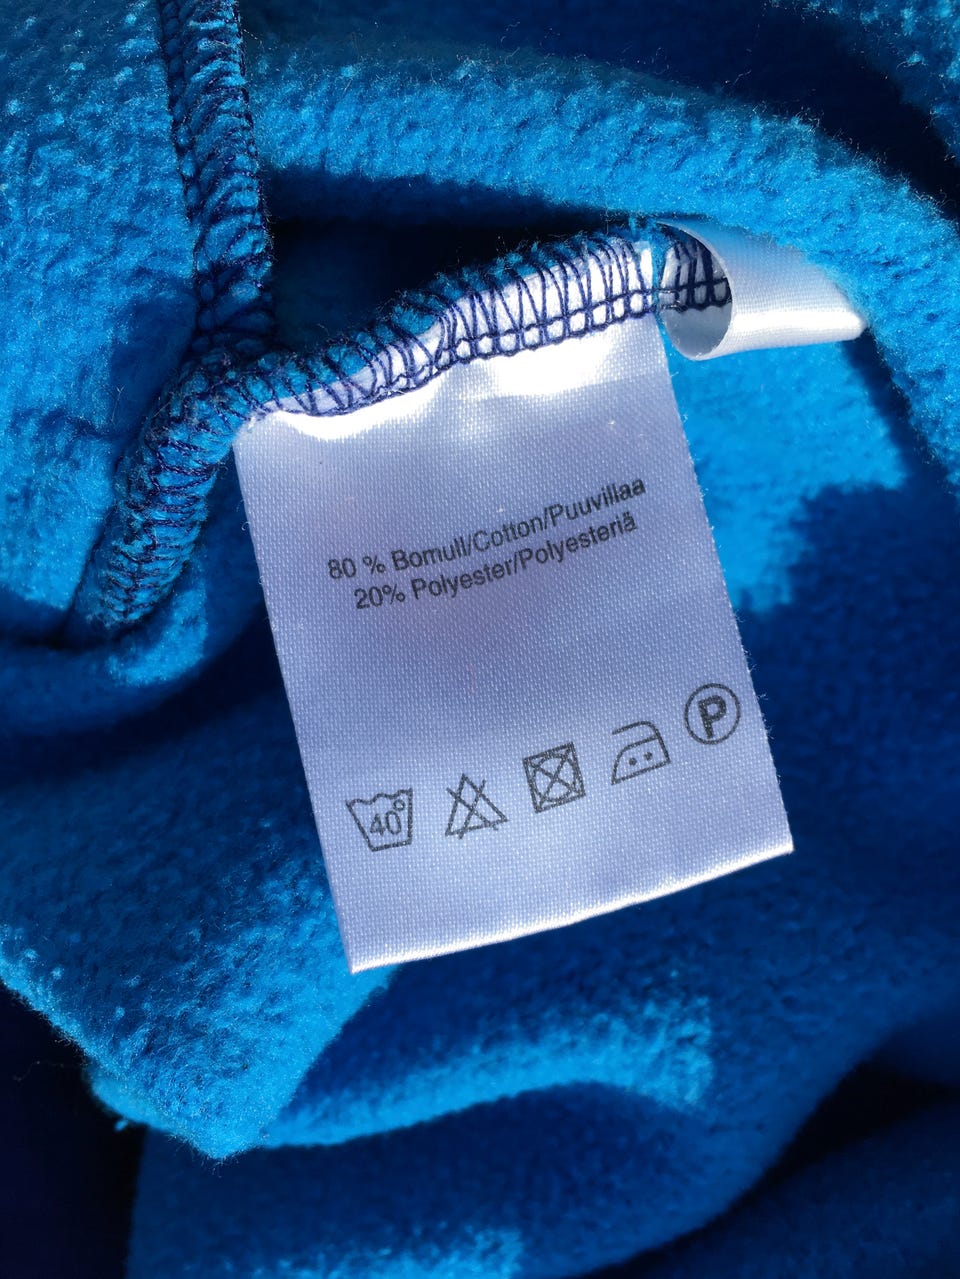 80 % Bomull/Cotton/Puuvillaa
20% Polyester/Polyesteriä
40° P